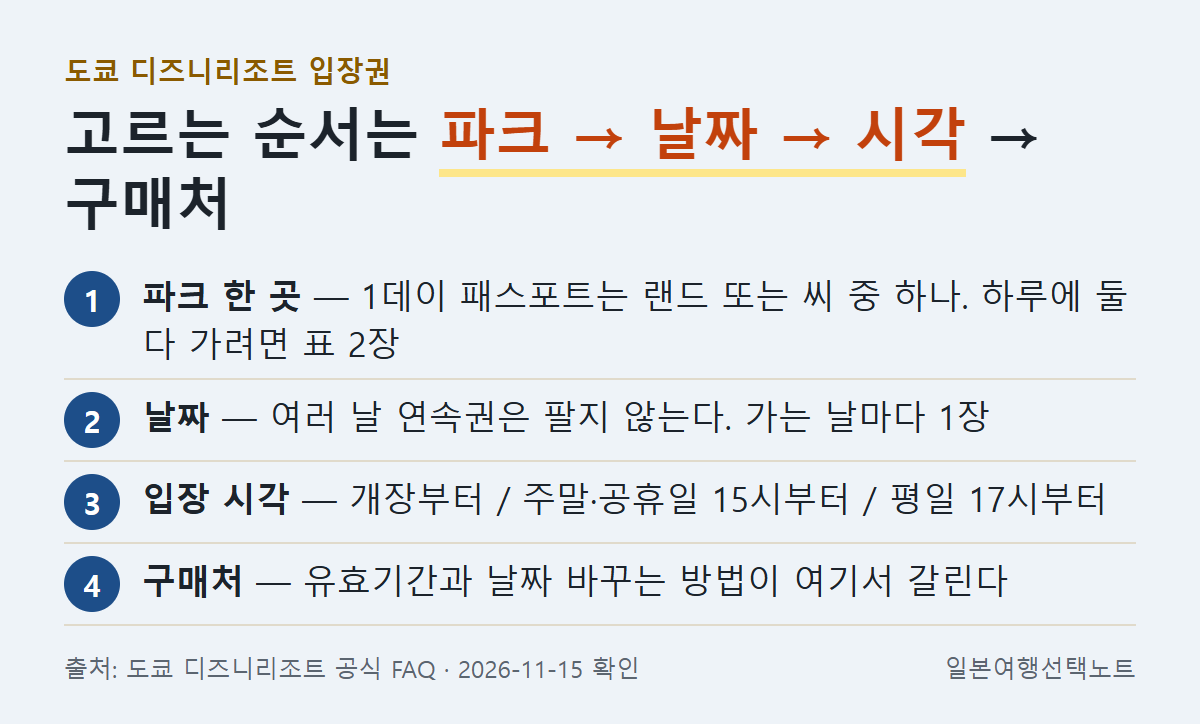 도쿄 디즈니리조트 입장권
고르는 순서는 파크 → 날짜 → 시각 →
구매처
1 파크 한 곳 — 1데이 패스포트는 랜드 또는 씨 중 하나. 하루에 둘
다 가려면 표 2장
2 날짜 — 여러 날 연속권은 팔지 않는다. 가는 날마다 1장
3 입장 시각 — 개장부터 / 주말·공휴일 15시부터 / 평일 17시부터
4 구매처 — 유효기간과 날짜 바꾸는 방법이 여기서 갈린다
출처: 도쿄 디즈니리조트 공식 FAQ · 2026-11-15 확인
일본여행선택노트